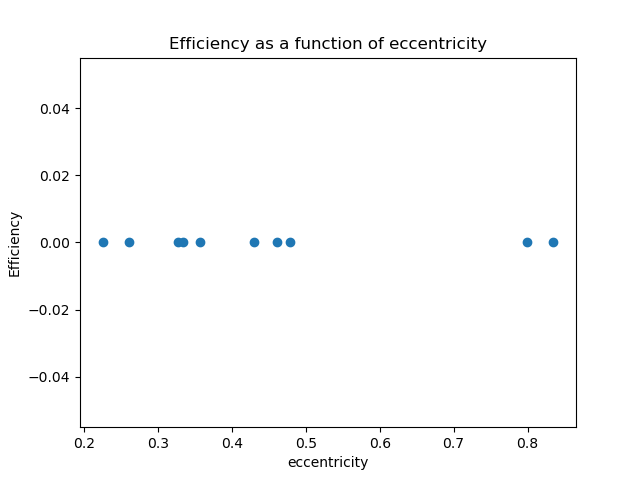 Efficiency as a function of eccentricity
0.04
0.02
0.00
−0.02
−0.04
Efficiency
0.2 0.3 0.4 0.5 0.6 0.7 0.8
eccentricity